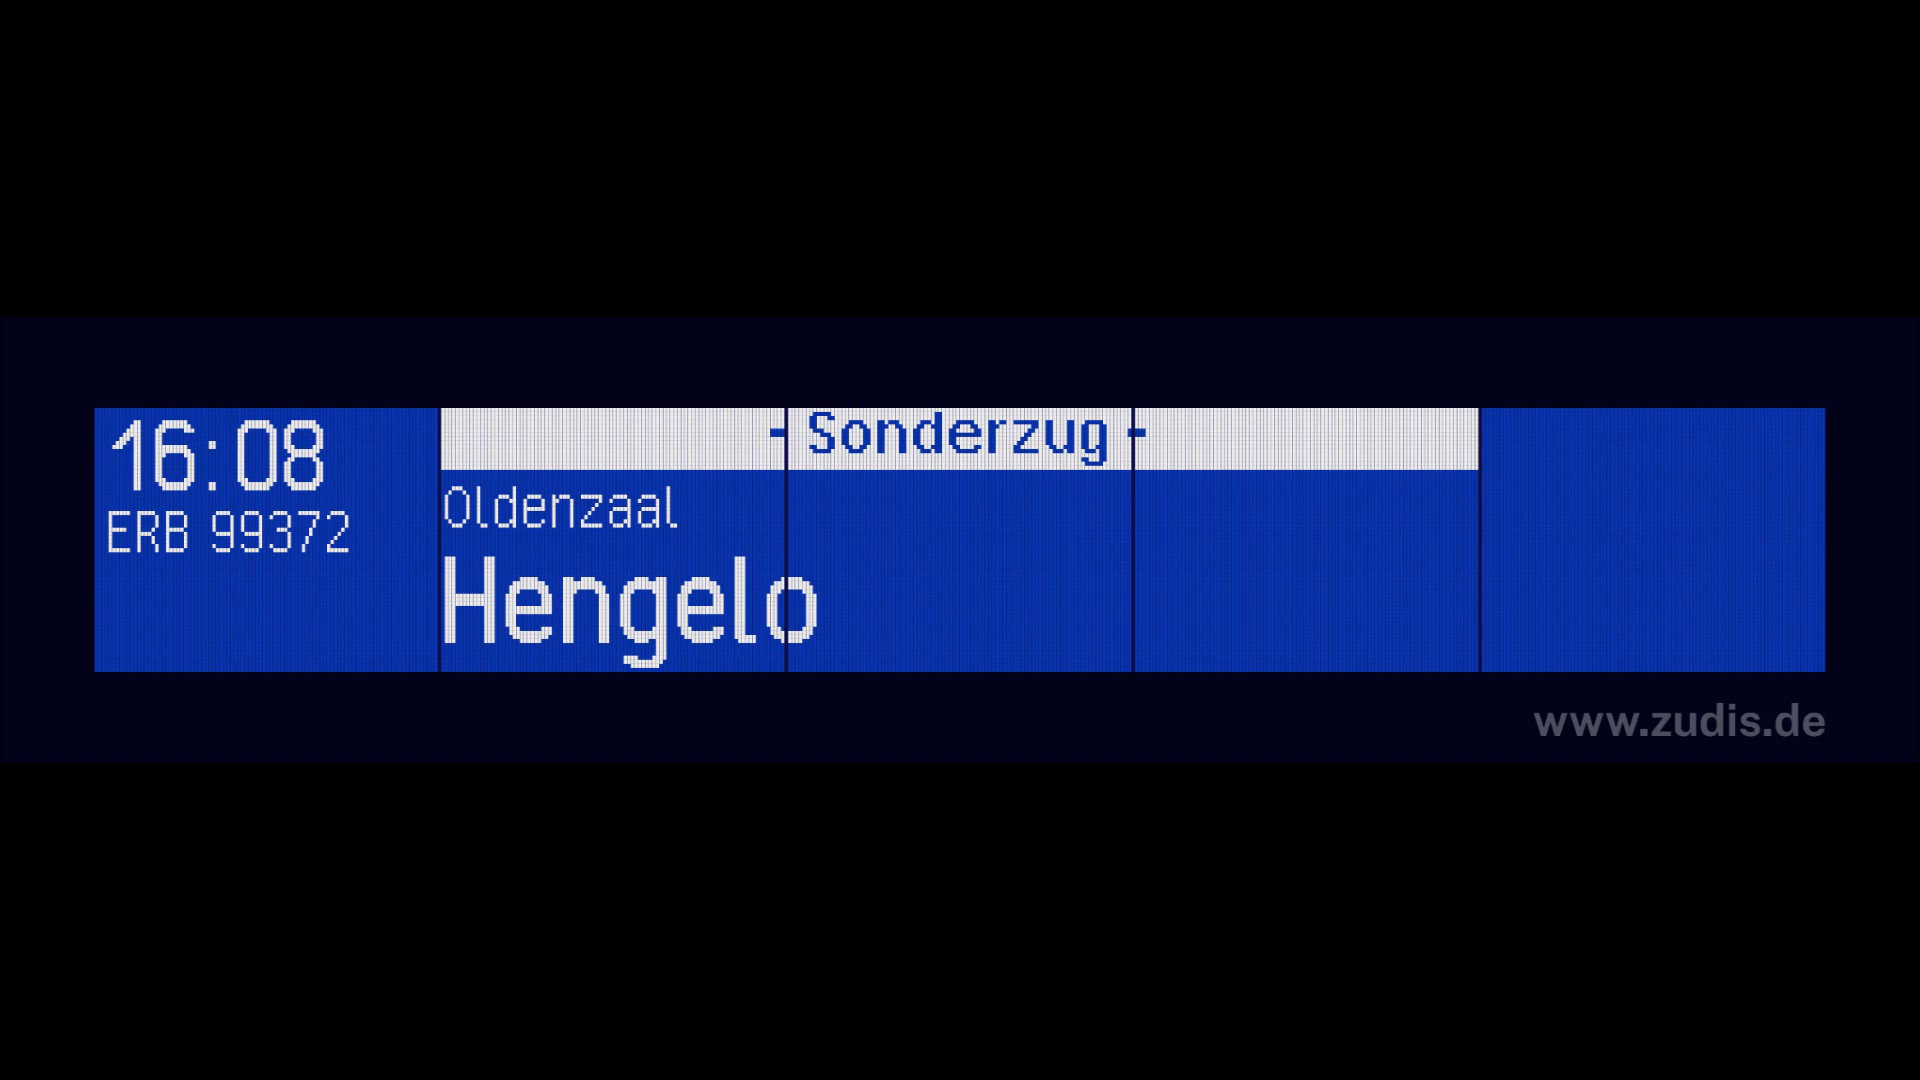 16:08
ERB 99372
- Sonderzug -
Oldenzaal
Hengelo
www.zudis.de